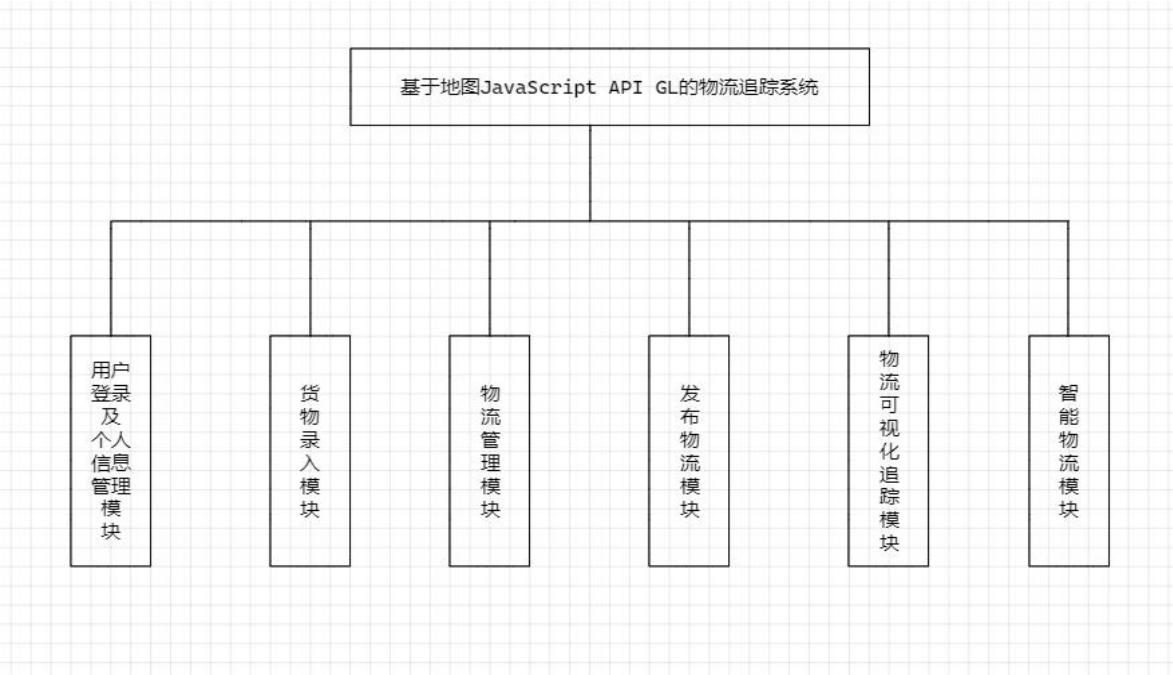 基于地图JavaScript API GL的物流追踪系统
用户
登录
及
个人
信息
管理
模
块
货
物
录
入
模
块
物
流
管
理
模
块
发
布
物
流
模
块
物
流
可
视
化
追
踪
模
块
智
能
物
流
模
块